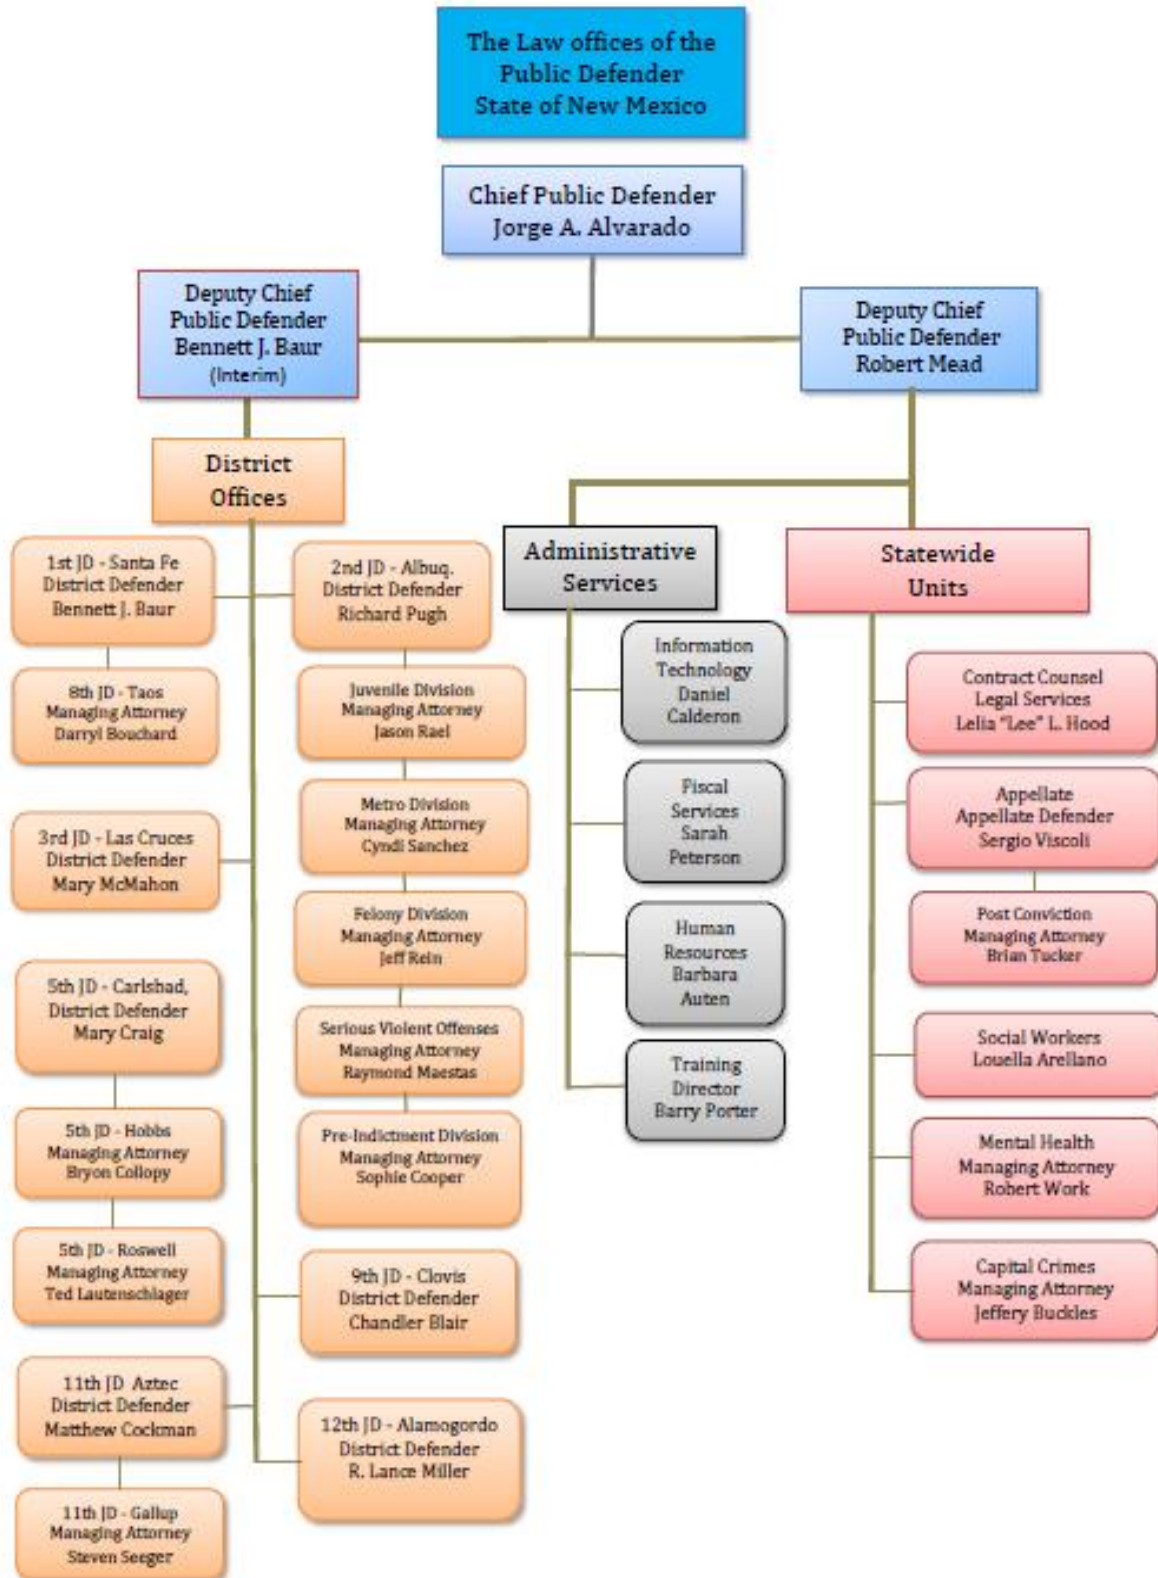 The Law offices of the
Public Defender
State of New Mexico
Chief Public Defender
Jorge A. Alvarado
Deputy Chief
Public Defender
Bennett J. Baur
(Interim)
Deputy Chief
Public Defender
Robert Mead
District
Offices
1st JD - Santa Fe
District Defender
Bennett J. Baur
8th JD - Taos
Managing Attorney
Darryl Bouchard
3rd JD - Las Cruces
District Defender
Mary McMahon
5th JD - Carlsbad,
District Defender
Mary Craig
5th JD - Hobbs
Managing Attorney
Bryon Collopy
5th JD - Roswell
Managing Attorney
Ted Lautenschlager
11th JD Aztec
District Defender
Matthew Cockman
11th JD - Gallup
Managing Attorney
Steven Seeger
2nd JD - Albuq.
District Defender
Richard Pugh
Juvenile Division
Managing Attorney
Jason Rael
Metro Division
Managing Attorney
Cyndi Sanchez
Felony Division
Managing Attorney
Jeff Rein
Serious Violent Offenses
Managing Attorney
Raymond Maestas
Pre-Indictment Division
Managing Attorney
Sophie Cooper
9th JD - Clovis
District Defender
Chandler Blair
12th JD - Alamogordo
District Defender
R. Lance Miller
Administrative
Services
Information
Technology
Daniel
Calderon
Fiscal
Services
Sarah
Peterson
Human
Resources
Barbara
Auten
Training
Director
Barry Porter
Statewide
Units
Contract Counsel
Legal Services
Lelia "Lee" L. Hood
Appellate
Appellate Defender
Sergio Viscoli
Post Conviction
Managing Attorney
Brian Tucker
Social Workers
Louella Arellano
Mental Health
Managing Attorney
Robert Work
Capital Crimes
Managing Attorney
Jeffery Buckles